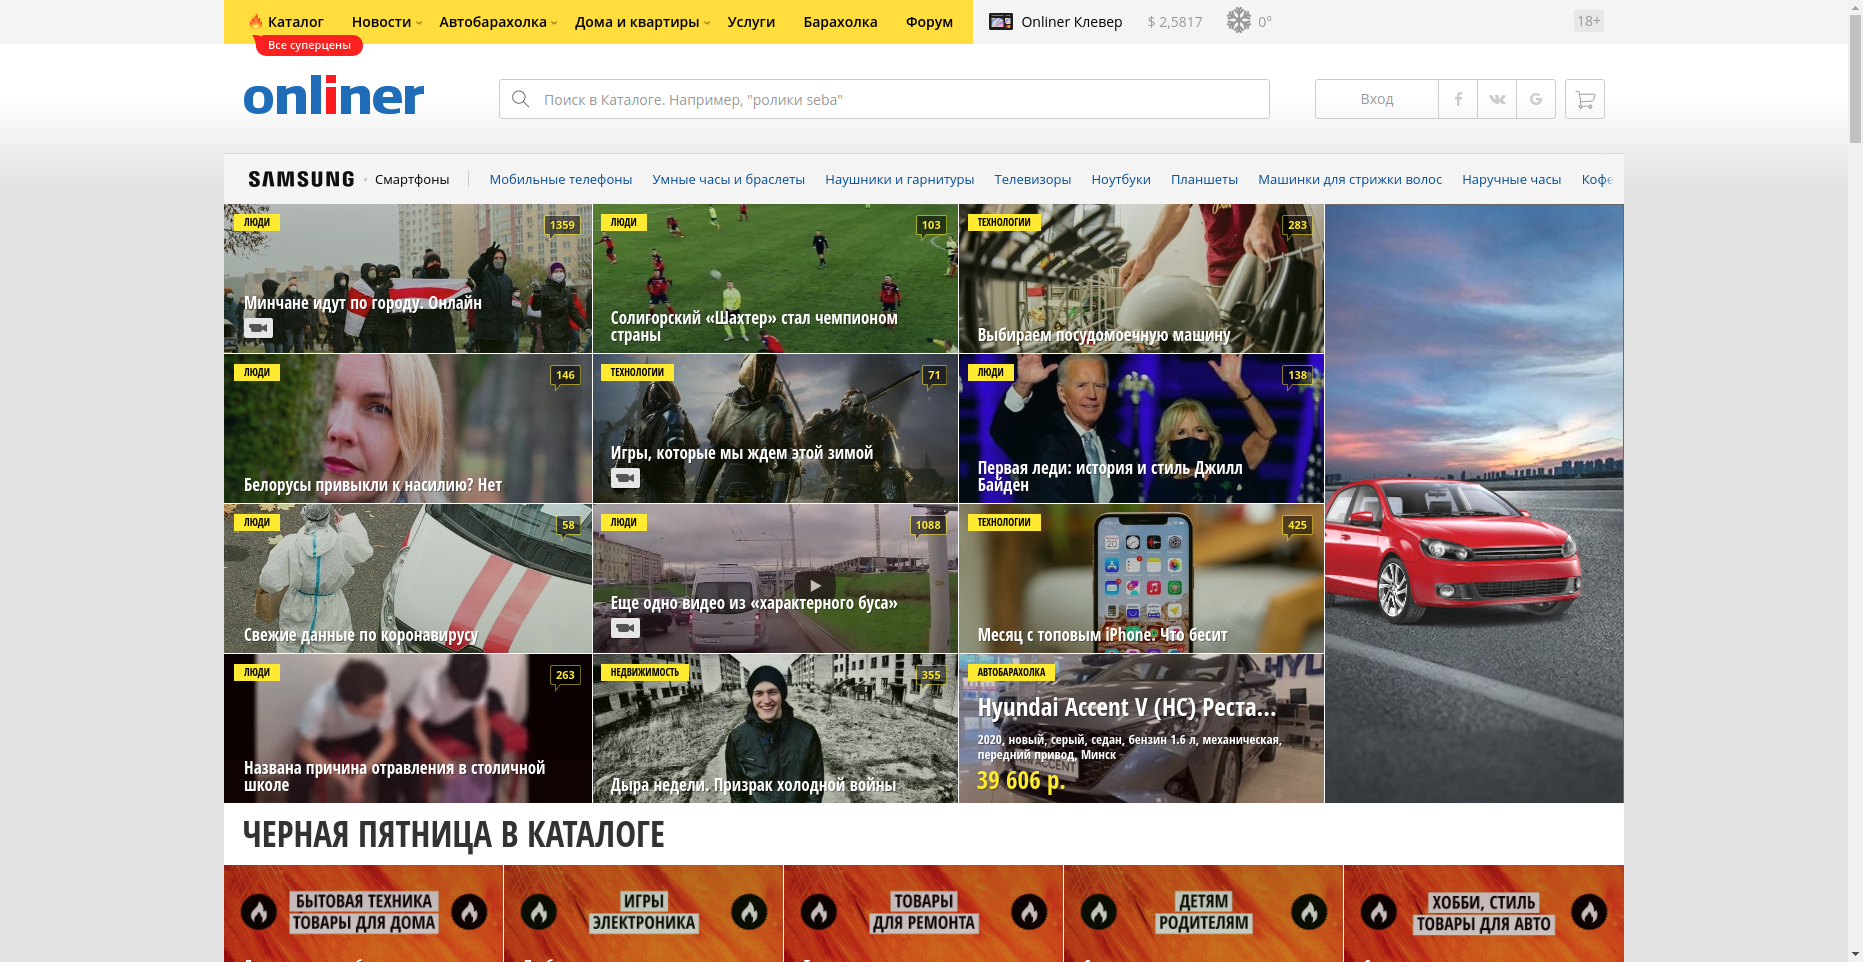 Каталог
Новости
Автобарахолка
Дома и квартиры
Услуги
Барахолка
Форум
Onliner Клевер
$ 2,5817
0°
18+
Все суперцены
onliner
Поиск в Каталоге. Например, "ролики seba"
Вход
SAMSUNG
Смартфоны
Мобильные телефоны
Умные часы и браслеты
Наушники и гарнитуры
Телевизоры
Ноутбуки
Планшеты
Машинки для стрижки волос
Наручные часы
Кофе
ЛЮДИ
1359
Минчане идут по городу. Онлайн
ЛЮДИ
103
Солигорский «Шахтер» стал чемпионом
страны
ТЕХНОЛОГИИ
283
Выбираем посудомоечную машину
ЛЮДИ
146
Белорусы привыкли к насилию? Нет
ТЕХНОЛОГИИ
71
Игры, которые мы ждем этой зимой
ЛЮДИ
138
Первая леди: история и стиль Джилл
Байден
ЛЮДИ
58
Свежие данные по коронавирусу
ЛЮДИ
1088
Еще одно видео из «характерного буса»
ТЕХНОЛОГИИ
425
Месяц с топовым iPhone. Что бесит
ЛЮДИ
263
Названа причина отравления в столичной
школе
НЕДВИЖИМОСТЬ
355
Дыра недели. Призрак холодной войны
АВТОБАРАХОЛКА
Hyundai Accent V (HC) Реста...
2020, новый, серый, седан, бензин 1.6 л, механическая,
передний привод, Минск
39 606 р.
ЧЕРНАЯ ПЯТНИЦА В КАТАЛОГЕ
БЫТОВАЯ ТЕХНИКА
ТОВАРЫ ДЛЯ ДОМА
ИГРЫ
ЭЛЕКТРОНИКА
ТОВАРЫ
ДЛЯ РЕМОНТА
ДЕТЯМ
РОДИТЕЛЯМ
ХОББИ, СТИЛЬ
ТОВАРЫ ДЛЯ АВТО